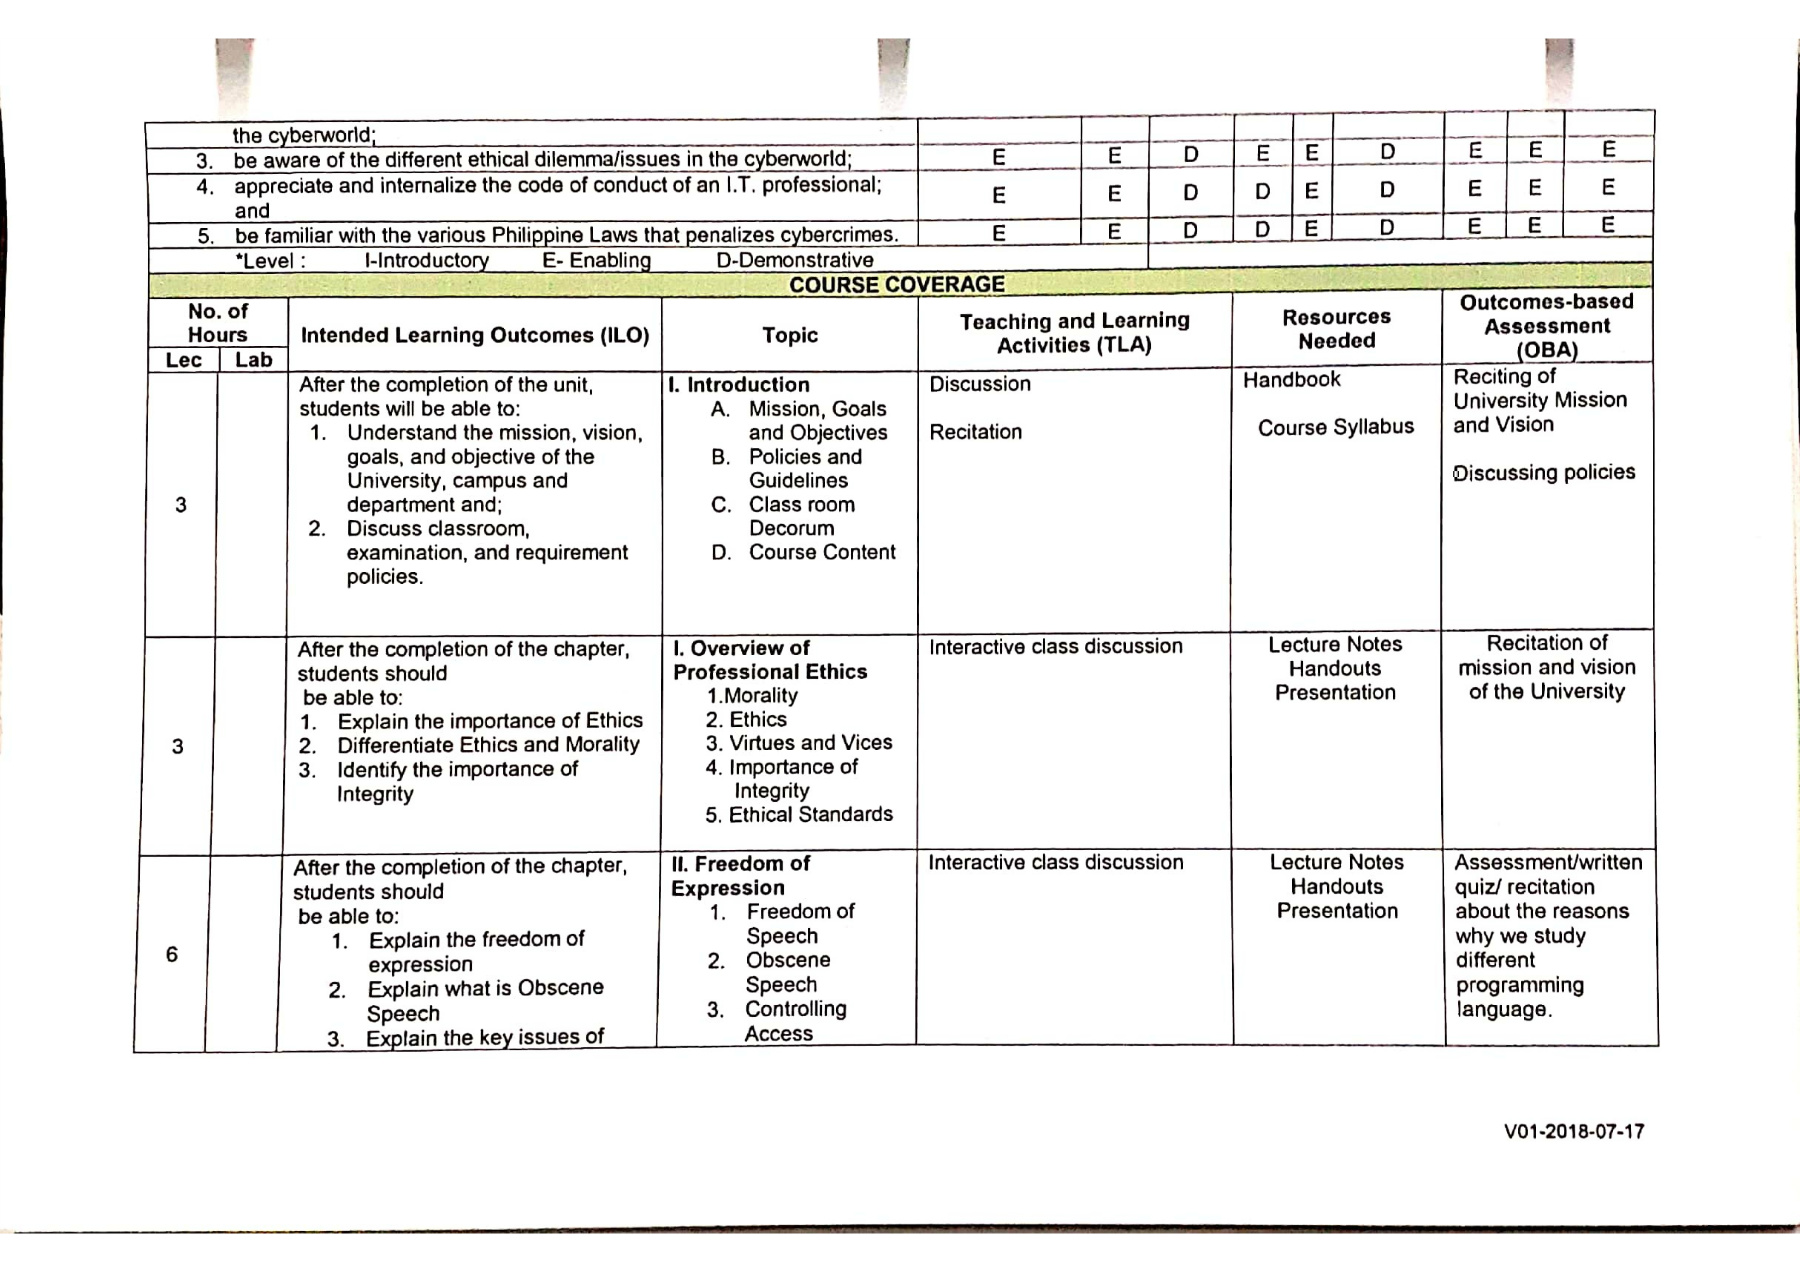 the cyberworld;
3. be aware of the different ethical dilemma/issues in the cyberworld; E E D E E D E E E
4. appreciate and internalize the code of conduct of an I.T. professional;
and E E D D E D E E E
5. be familiar with the various Philippine Laws that penalizes cybercrimes. E E D D E D E E E
*Level : I-Introductory E- Enabling D-Demonstrative
COURSE COVERAGE
No. of
Hours
Lec Lab
Intended Learning Outcomes (ILO)
Topic
Teaching and Learning
Activities (TLA)
Resources
Needed
Outcomes-based
Assessment
(OBA)
3
After the completion of the unit,
students will be able to:
1. Understand the mission, vision,
goals, and objective of the
University, campus and
department and;
2. Discuss classroom,
examination, and requirement
policies.
I. Introduction
A. Mission, Goals
and Objectives
B. Policies and
Guidelines
C. Class room
Decorum
D. Course Content
Discussion
Recitation
Handbook
Course Syllabus
Reciting of
University Mission
and Vision
Discussing policies
3
After the completion of the chapter,
students should
be able to:
1. Explain the importance of Ethics
2. Differentiate Ethics and Morality
3. Identify the importance of
Integrity
I. Overview of
Professional Ethics
1.Morality
2. Ethics
3. Virtues and Vices
4. Importance of
Integrity
5. Ethical Standards
Interactive class discussion
Lecture Notes
Handouts
Presentation
Recitation of
mission and vision
of the University
6
After the completion of the chapter,
students should
be able to:
1. Explain the freedom of
expression
2. Explain what is Obscene
Speech
3. Explain the key issues of
II. Freedom of
Expression
1. Freedom of
Speech
2. Obscene
Speech
3. Controlling
Access
Interactive class discussion
Lecture Notes
Handouts
Presentation
Assessment/written
quiz/ recitation
about the reasons
why we study
different
programming
language.
V01-2018-07-17